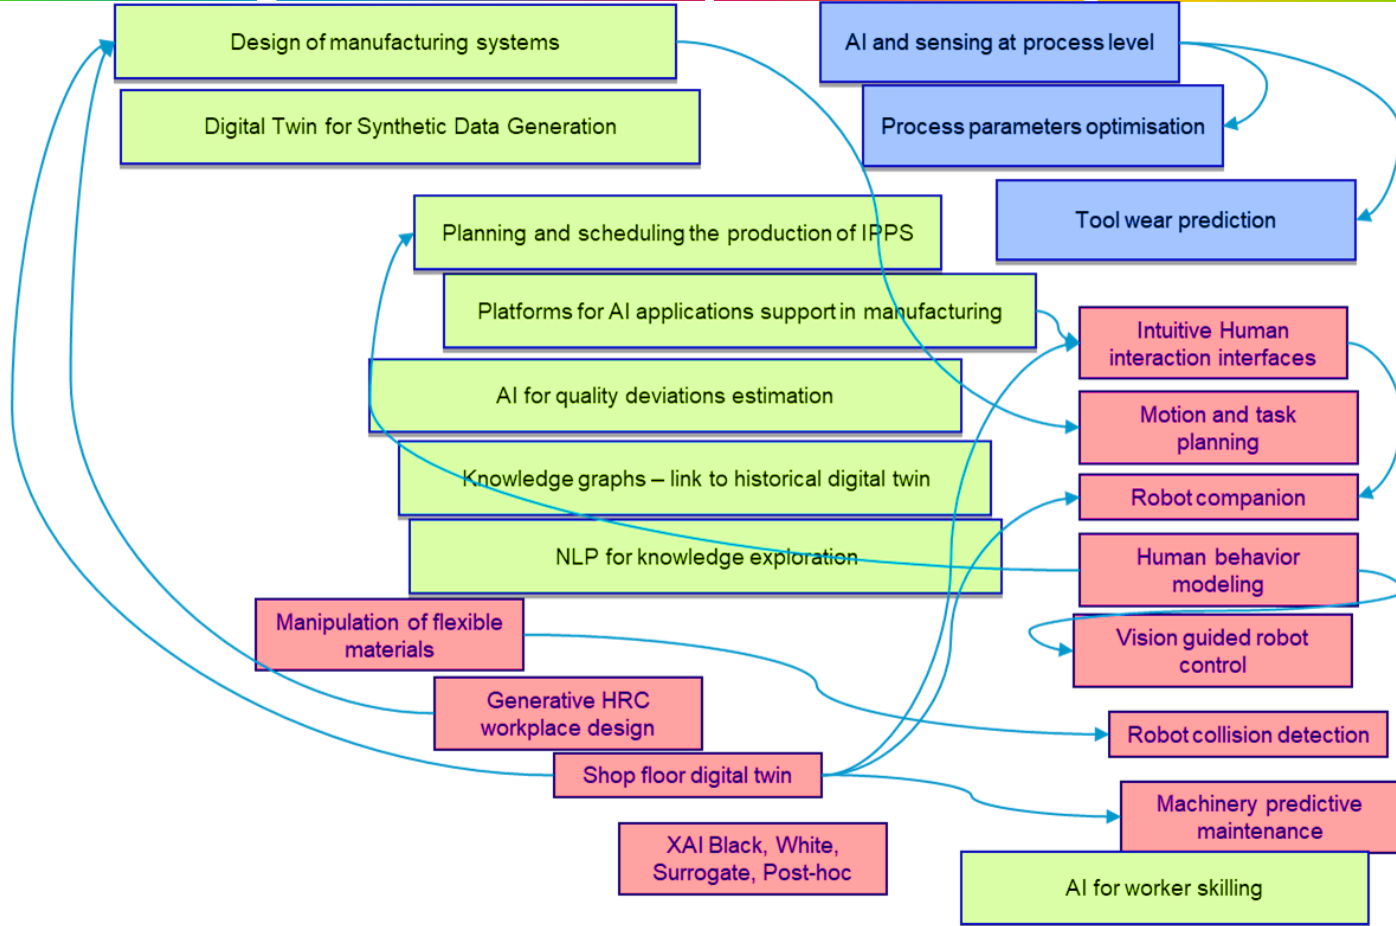 Design of manufacturing systems
AI and sensing at process level
Digital Twin for Synthetic Data Generation
Process parameters optimisation
Tool wear prediction
Planning and scheduling the production of IPPS
Platforms for AI applications support in manufacturing
Intuitive Human
interaction interfaces
AI for quality deviations estimation
Motion and task
planning
Knowledge graphs – link to historical digital twin
Robot companion
NLP for knowledge exploration
Human behavior
modeling
Manipulation of flexible
materials
Vision guided robot
control
Generative HRC
workplace design
Robot collision detection
Shop floor digital twin
Machinery predictive
maintenance
XAI Black, White,
Surrogate, Post-hoc
AI for worker skilling